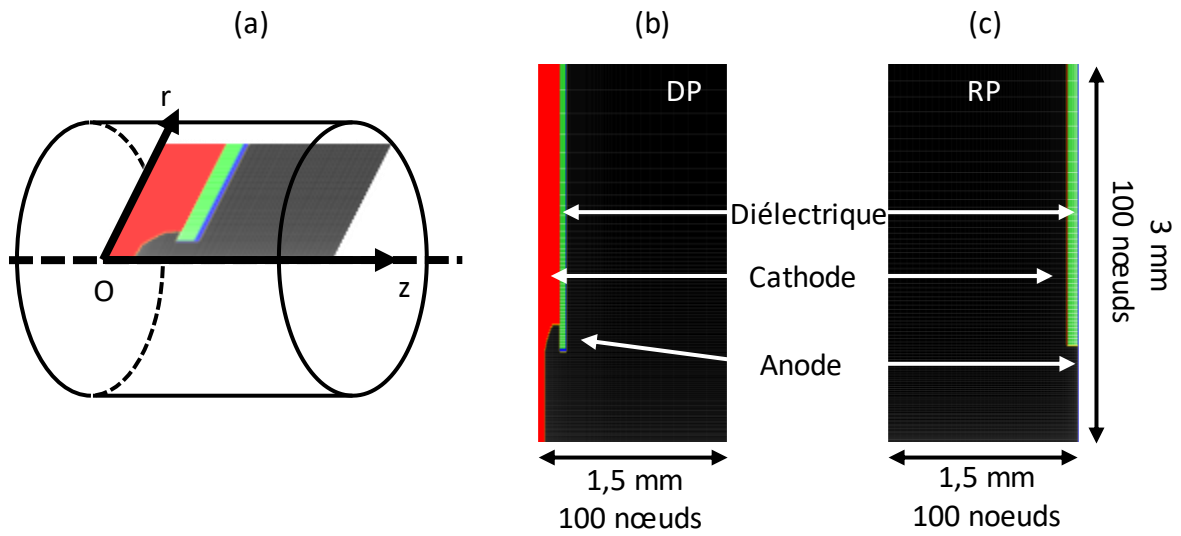 (a)
(b)
(c)
r
O
z
DP
RP
Diélectrique
Cathode
Anode
1,5 mm
100 nœuds
1,5 mm
100 noeuds
3 mm
100 nœuds